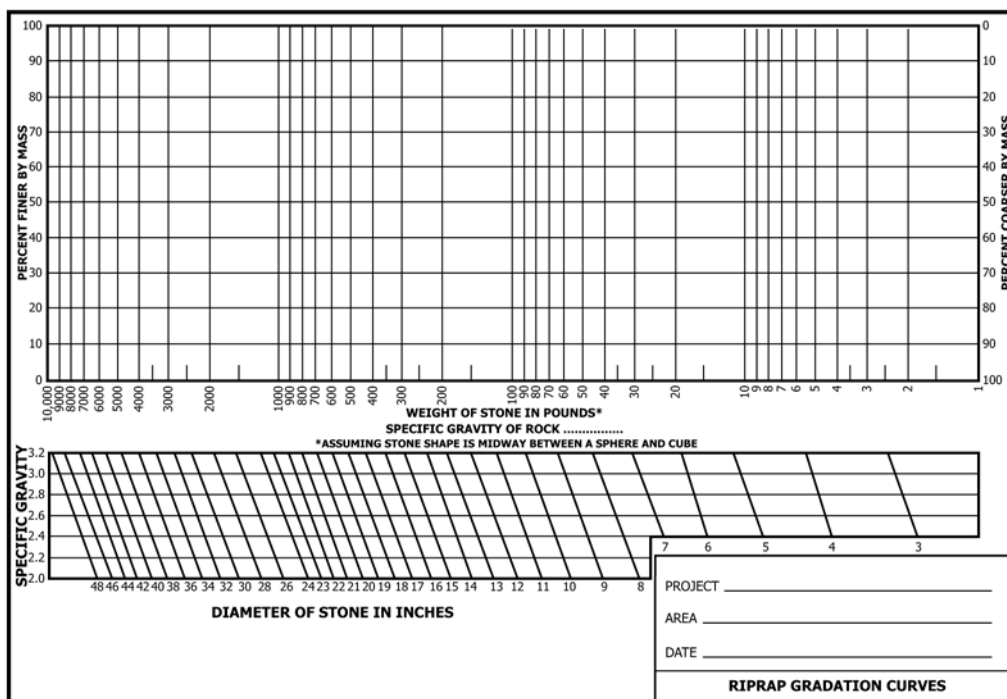 PERCENT FINER BY MASS
100
90
80
70
60
50
40
30
20
10
0
PERCENT COARSER BY MASS
0
10
20
30
40
50
60
70
80
90
100
10,000 9000 8000 7000 6000 5000 4000 3000 2000 1000 900 800 700 600 500 400 300 200 100 90 80 70 60 50 40 30 20 10 9 8 7 6 5 4 3 2 1
WEIGHT OF STONE IN POUNDS*
SPECIFIC GRAVITY OF ROCK ................
*ASSUMING STONE SHAPE IS MIDWAY BETWEEN A SPHERE AND CUBE
SPECIFIC GRAVITY
3.2
3.0
2.8
2.6
2.4
2.2
2.0
7 6 5 4 3
48 46 44 42 40 38 36 34 32 30 28 26 24 23 22 21 20 19 18 17 16 15 14 13 12 11 10 9 8
DIAMETER OF STONE IN INCHES
PROJECT
AREA
DATE
RIPRAP GRADATION CURVES